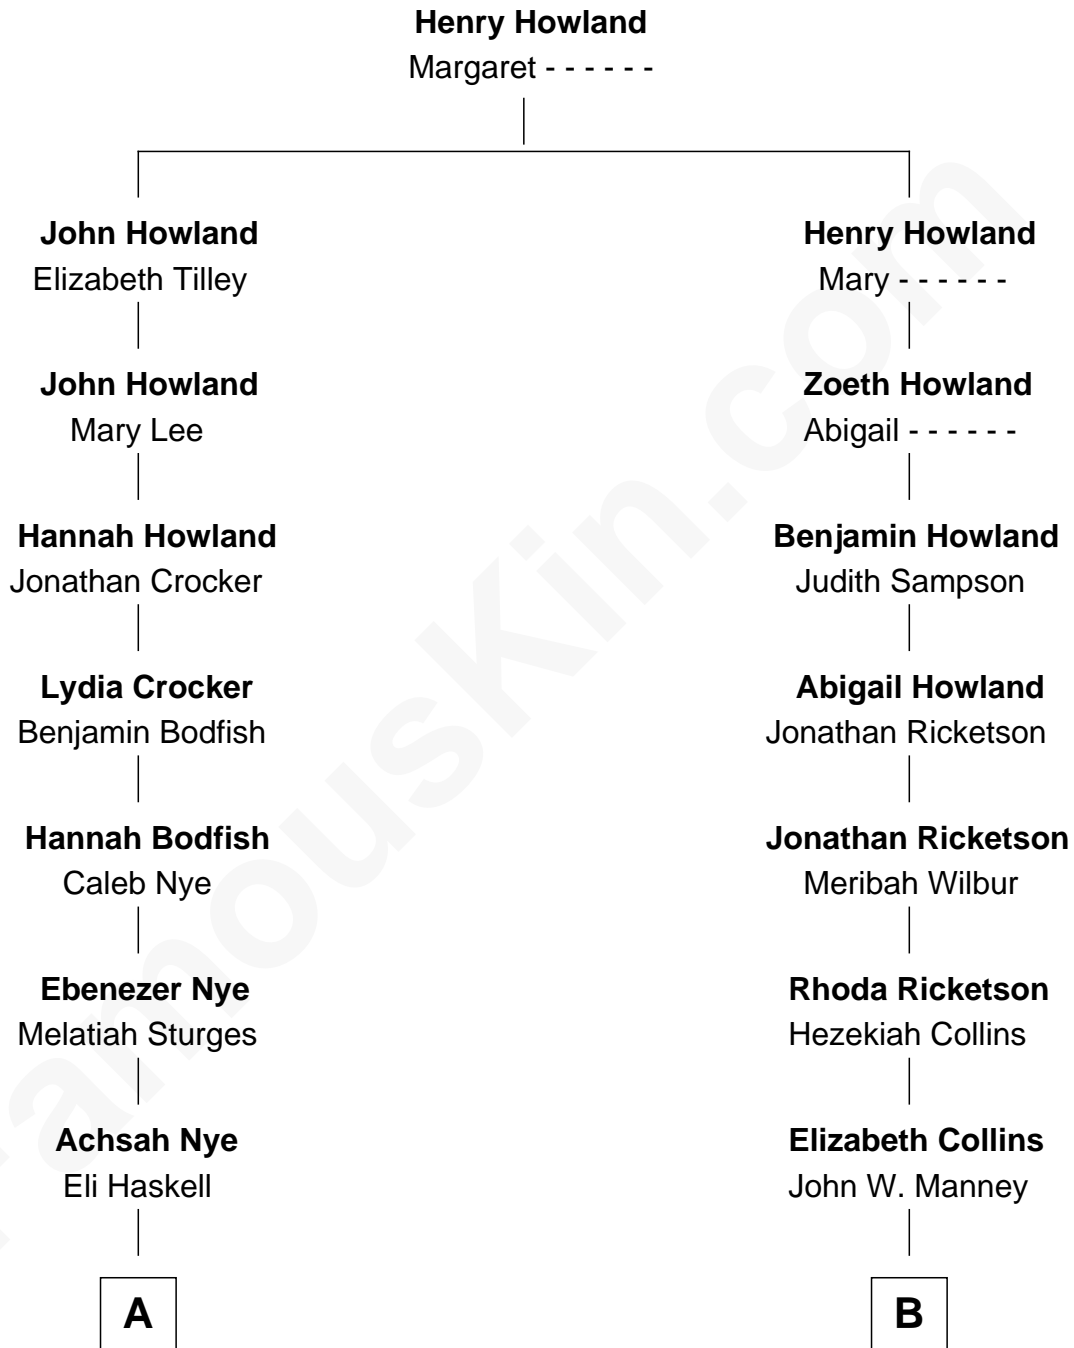 Henry Howland
Margaret - - - - - -
John Howland
Elizabeth Tilley
Henry Howland
Mary - - - - - -
John Howland
Mary Lee
Zoeth Howland
Abigail - - - - - -
Hannah Howland
Jonathan Crocker
Benjamin Howland
Judith Sampson
Lydia Crocker
Benjamin Bodfish
Abigail Howland
Jonathan Ricketson
Hannah Bodfish
Caleb Nye
Jonathan Ricketson
Meribah Wilbur
Ebenezer Nye
Melatiah Sturges
Rhoda Ricketson
Hezekiah Collins
Achsah Nye
Eli Haskell
Elizabeth Collins
John W. Manney
A
B
FamousKin.com